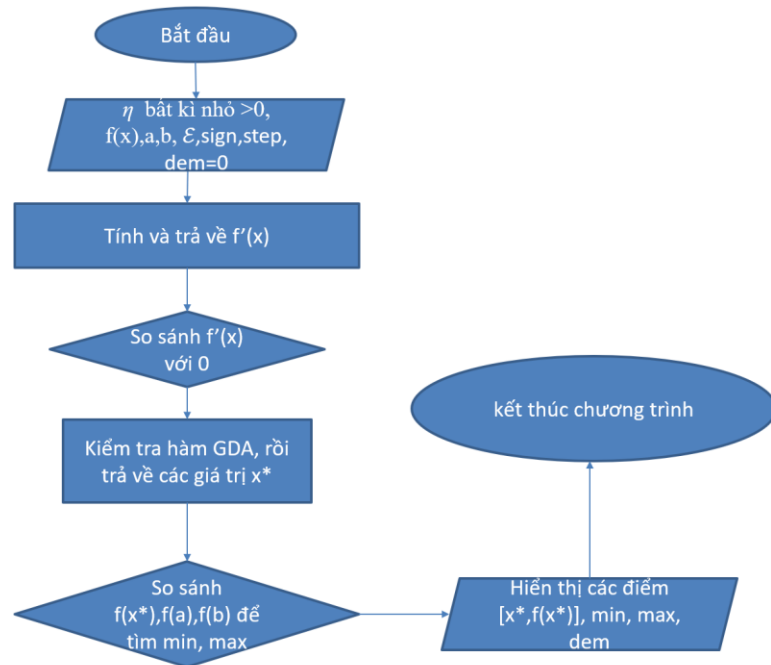 Bắt đầu
η bất kì nhỏ >0,
f(x),a,b, ℰ,sign,step,
dem=0
Tính và trả về f’(x)
So sánh f’(x)
với 0
Kiểm tra hàm GDA, rồi
trả về các giá trị x*
So sánh
f(x*),f(a),f(b) để
tìm min, max
Hiển thị các điểm
[x*,f(x*)], min, max,
dem
kết thúc chương trình